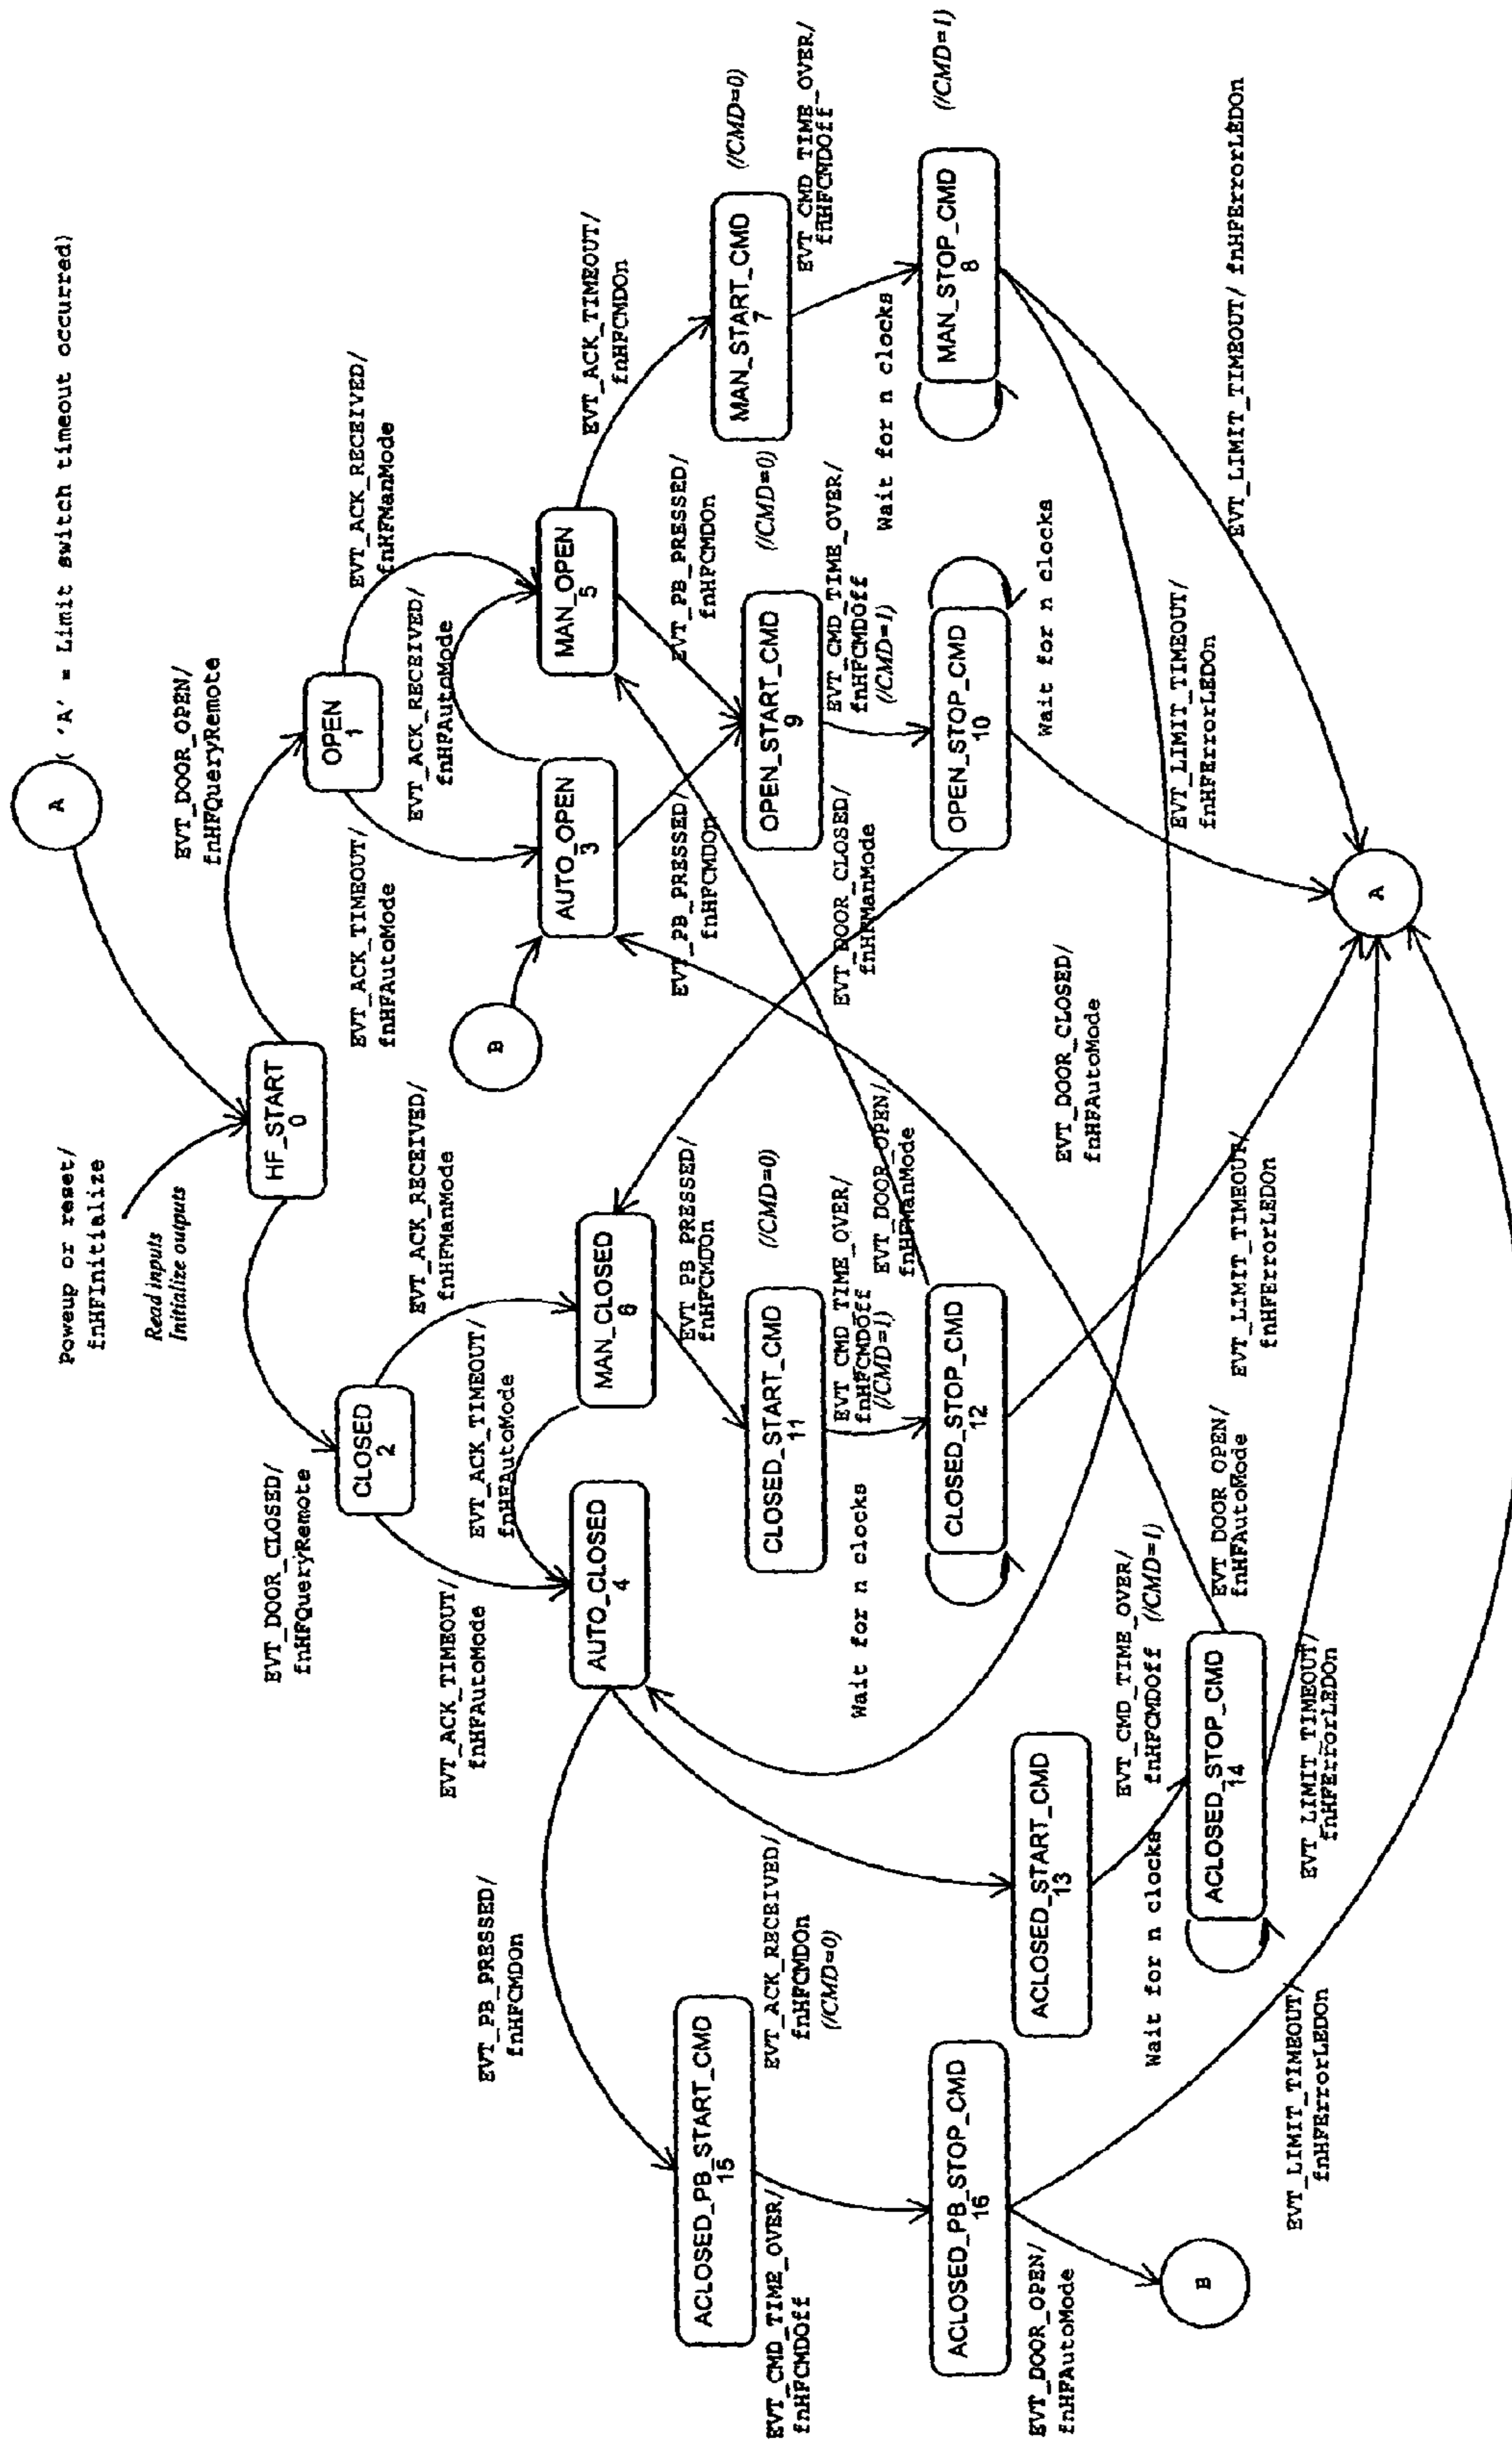 Poweup or reset/
fnHFInitialize
Read inputs
Initialize outputs
A
( 'A' = Limit switch timeout occurred)
HF_START
0
EVT_DOOR_CLOSED/
fnHFQueryRemote
EVT_DOOR_OPEN/
fnHFQueryRemote
CLOSED
2
OPEN
1
EVT_ACK_TIMEOUT/
fnHFAutoMode
EVT_ACK_RECEIVED/
fnHFManMode
EVT_ACK_TIMEOUT/
fnHFAutoMode
EVT_ACK_RECEIVED/
fnHFManMode
EVT_ACK_TIMEOUT/
fnHFAutoMode
EVT_ACK_RECEIVED/
fnHFAutoMode
B
AUTO_CLOSED
4
MAN_CLOSED
6
AUTO_OPEN
3
MAN_OPEN
5
EVT_PB_PRESSED/
fnHFCMDOn
EVT_PB_PRESSED/
fnHFCMDOn
EVT_PB_PRESSED/
fnHFCMDOn
EVT_PB_PRESSED/
fnHFCMDOn
EVT_ACK_TIMEOUT/
fnHFCMDOn
ACLOSED_PB_START_CMD
15
CLOSED_START_CMD
11
(/CMD=0)
OPEN_START_CMD
9
(/CMD=0)
MAN_START_CMD
7
(/CMD=0)
EVT_CMD_TIME_OVER/
fnHFCMDOff
EVT_ACK_RECEIVED/
fnHFCMDOn
(/CMD=0)
Wait for n clocks
EVT_CMD_TIME_OVER/
fnHFCMDOff
(/CMD=1)
EVT_DOOR_OPEN/
fnHFManMode
EVT_DOOR_CLOSED/
fnHFManMode
EVT_CMD_TIME_OVER/
fnHFCMDOff
(/CMD=1)
Wait for n clocks
EVT_CMD_TIME_OVER/
fnHFCMDOff
ACLOSED_PB_STOP_CMD
16
ACLOSED_START_CMD
13
CLOSED_STOP_CMD
12
OPEN_STOP_CMD
10
MAN_STOP_CMD
8
(/CMD=1)
Wait for n clocks
EVT_DOOR_OPEN/
fnHFAutoMode
B
Wait for n clocks
EVT_CMD_TIME_OVER/
fnHFCMDOff (/CMD=1)
EVT_DOOR_CLOSED/
fnHFAutoMode
EVT_LIMIT_TIMEOUT/
fnHFErrorLEDOn
EVT_LIMIT_TIMEOUT/ fnHFErrorLEDOn
ACLOSED_STOP_CMD
14
EVT_DOOR_OPEN/
fnHFAutoMode
EVT_LIMIT_TIMEOUT/
fnHFErrorLEDOn
EVT_LIMIT_TIMEOUT/
fnHFErrorLEDOn
EVT_LIMIT_TIMEOUT/
fnHFErrorLEDOn
A